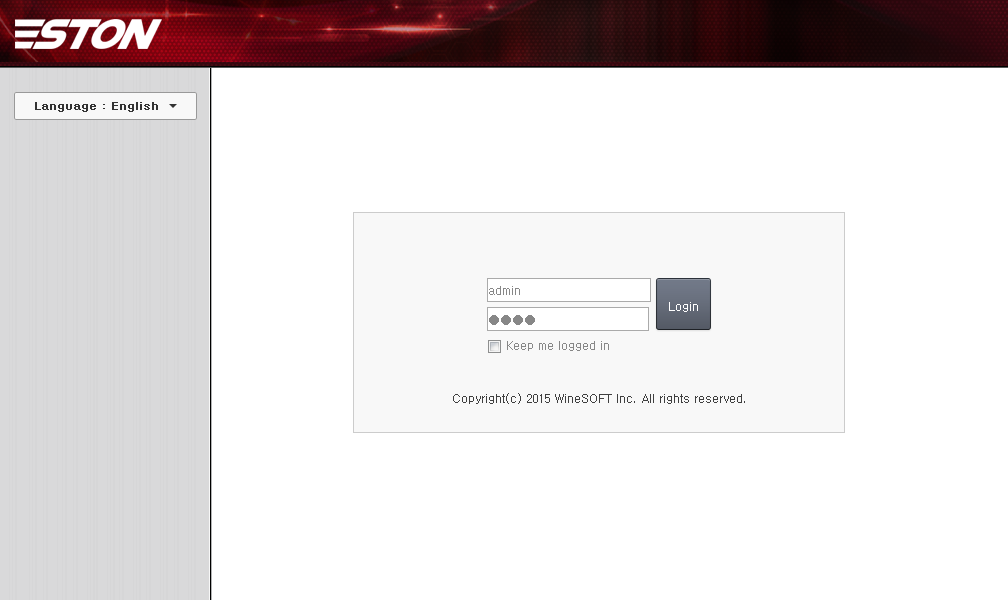 ESTON
Language : English
admin
Login
Keep me logged in
Copyright(c) 2015 WineSOFT Inc. All rights reserved.